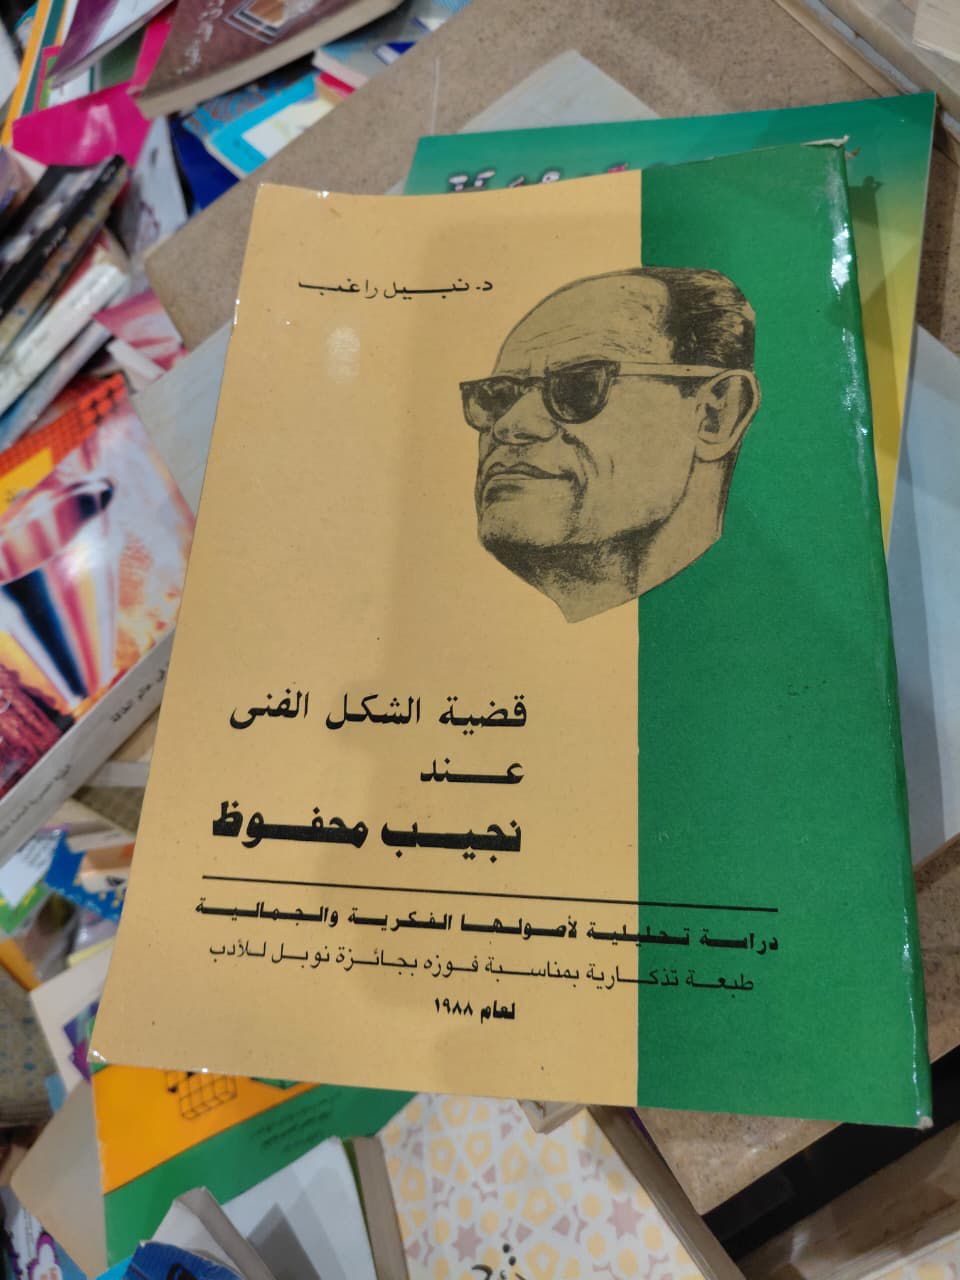 د. نبيل راغب
قضية الشكل الفنى
عند
نجيب محفوظ
دراسة تحليلية لأصولها الفكرية والجمالية
طبعة تذكارية بمناسبة فوزه بجائزة نوبل للأدب
لعام ١٩٨٨